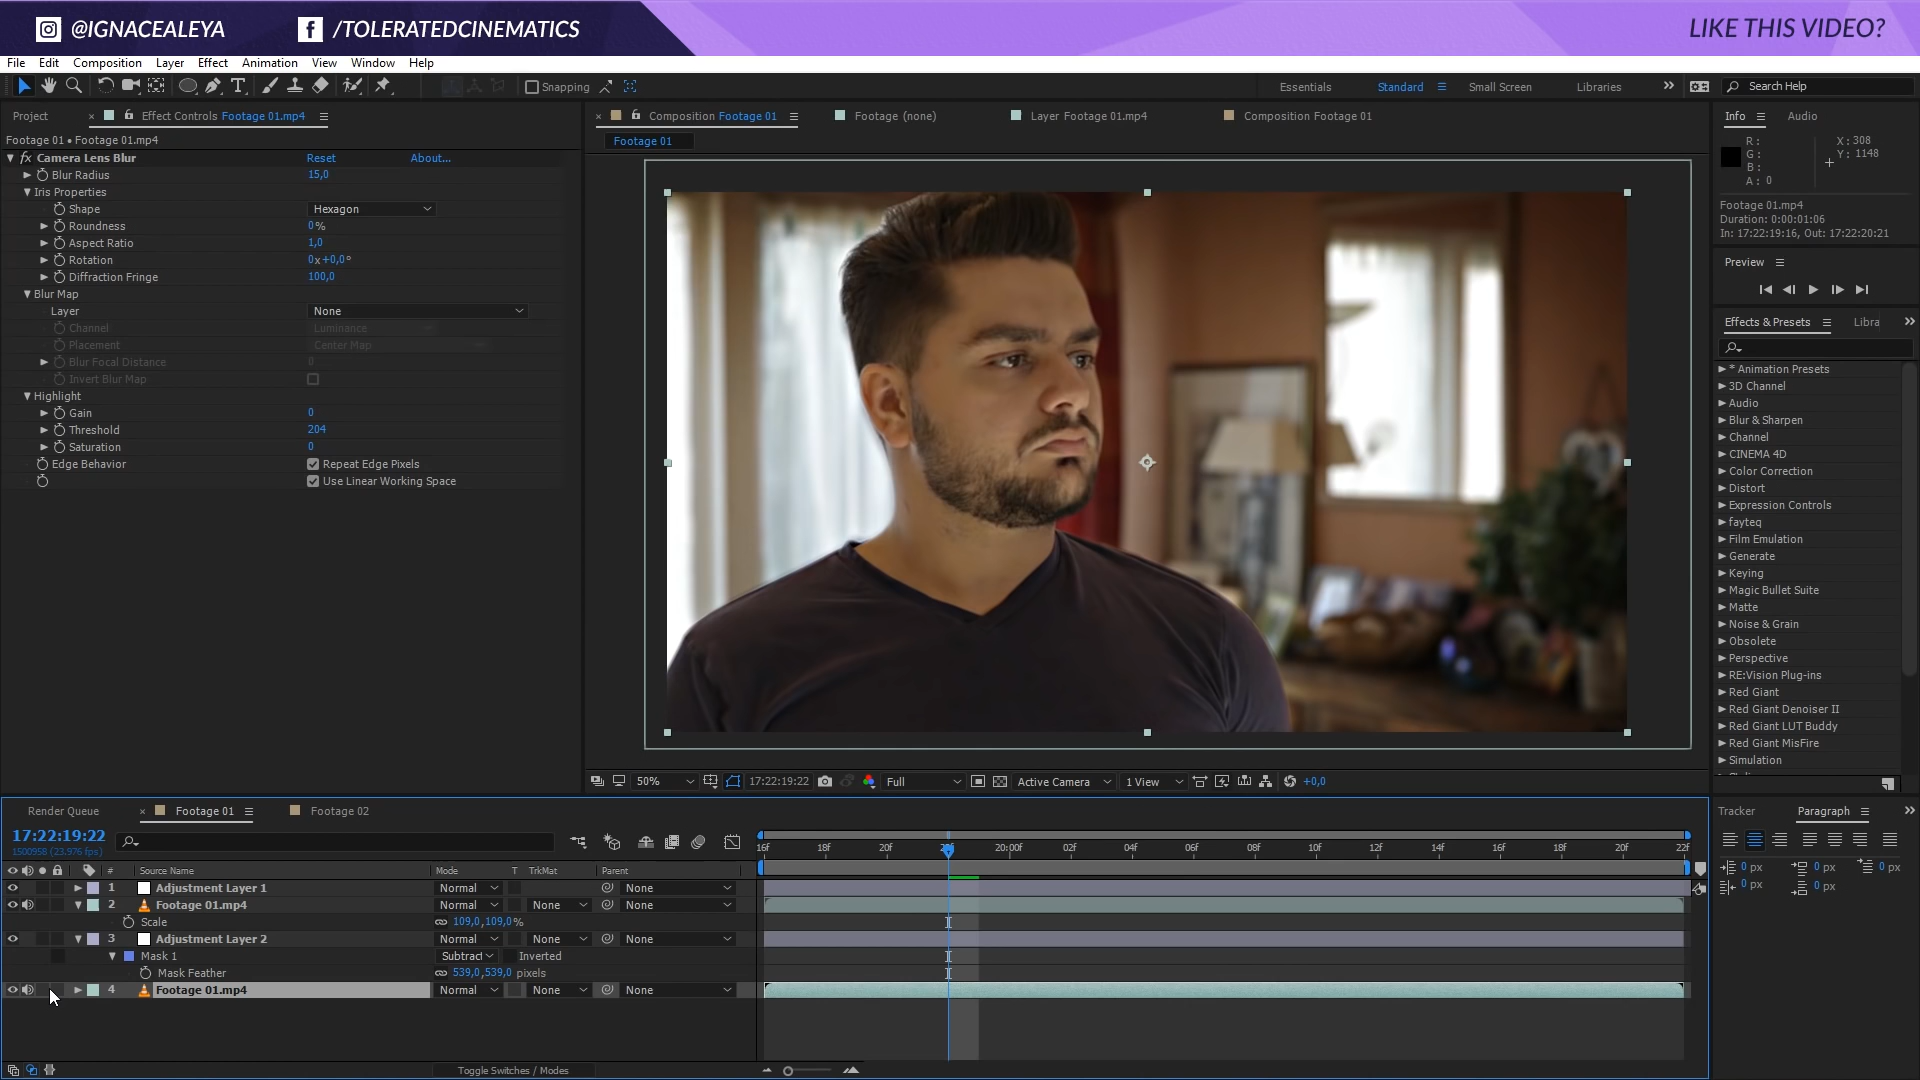 @IGNACEALEYA
/TOLERATEDCINEMATICS
LIKE THIS VIDEO?
File Edit Composition Layer Effect Animation View Window Help
Snapping
Essentials Standard Small Screen Libraries
Search Help
Project
Effect Controls Footage 01.mp4
Footage 01 • Footage 01.mp4
fx Camera Lens Blur Reset About...
Blur Radius 15,0
Iris Properties
Shape Hexagon
Roundness 0%
Aspect Ratio 1,0
Rotation 0x+0,0°
Diffraction Fringe 100,0
Blur Map
Layer None
Channel Luminance
Placement Center Map
Blur Focal Distance 0
Invert Blur Map
Highlight
Gain 0
Threshold 204
Saturation 0
Edge Behavior Repeat Edge Pixels
Use Linear Working Space
Composition Footage 01
Footage (none)
Layer Footage 01.mp4
Composition Footage 01
Footage 01
50%
17:22:19:22
Full
Active Camera
1 View
+0,0
Info Audio
R: X: 308
G: Y: 1148
B:
A: 0
Footage 01.mp4
Duration: 0:00:01:06
In: 17:22:19:16, Out: 17:22:20:21
Preview
Effects & Presets Libra
* Animation Presets
3D Channel
Audio
Blur & Sharpen
Channel
CINEMA 4D
Color Correction
Distort
Expression Controls
fayteq
Film Emulation
Generate
Keying
Magic Bullet Suite
Matte
Noise & Grain
Obsolete
Perspective
RE:Vision Plug-ins
Red Giant
Red Giant Denoiser II
Red Giant LUT Buddy
Red Giant MisFire
Simulation
Render Queue
Footage 01
Footage 02
17:22:19:22
1500958 (23.976 fps)
# Source Name Mode T TrkMat Parent
1 Adjustment Layer 1 Normal None
2 Footage 01.mp4 Normal None None
Scale 109,0,109,0%
3 Adjustment Layer 2 Normal None None
Mask 1 Subtract Inverted
Mask Feather 539,0,539,0 pixels
4 Footage 01.mp4 Normal None None
Toggle Switches / Modes
16f 18f 20f 20:00f 02f 04f 06f 08f 10f 12f 14f 16f 18f 20f 22f
Tracker Paragraph
0 px 0 px 0 px
0 px 0 px